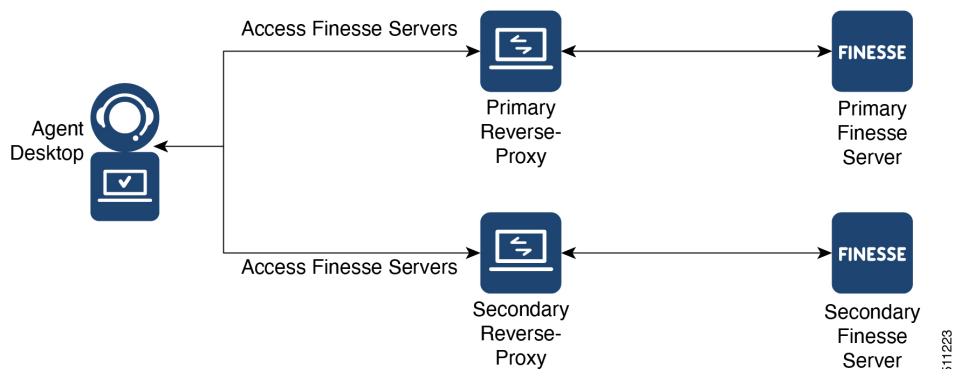 Access Finesse Servers
FINESSE
Primary
Reverse-
Proxy
Primary
Finesse
Server
Agent
Desktop
Access Finesse Servers
FINESSE
Secondary
Reverse-
Proxy
Secondary
Finesse
Server